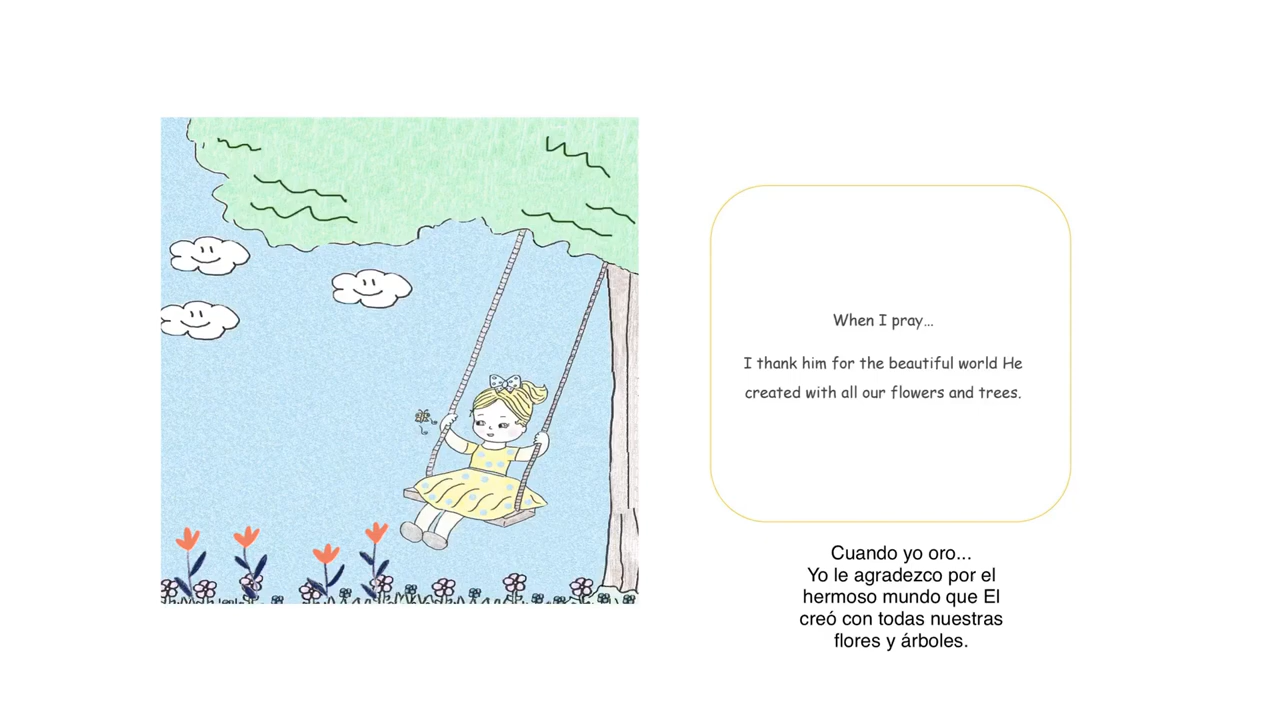 When I pray...
I thank him for the beautiful world He
created with all our flowers and trees.
Cuando yo oro...
Yo le agradezco por el
hermoso mundo que El
creó con todas nuestras
flores y árboles.